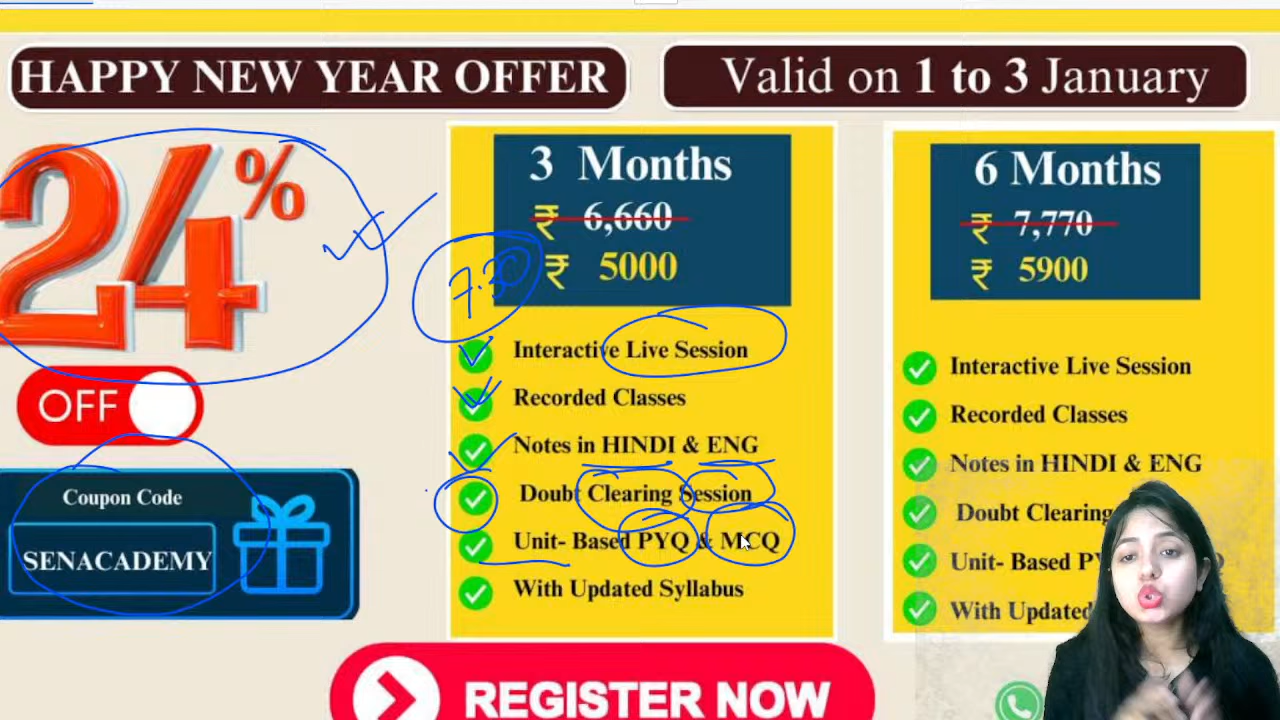 HAPPY NEW YEAR OFFER
Valid on 1 to 3 January
24%
OFF
Coupon Code
SENACADEMY
3 Months
₹ 6,660
₹ 5000
7.30
Interactive Live Session
Recorded Classes
Notes in HINDI & ENG
Doubt Clearing Session
Unit- Based PYQ & MCQ
With Updated Syllabus
6 Months
₹ 7,770
₹ 5900
Interactive Live Session
Recorded Classes
Notes in HINDI & ENG
Doubt Clearing
Unit- Based
With Updated
REGISTER NOW